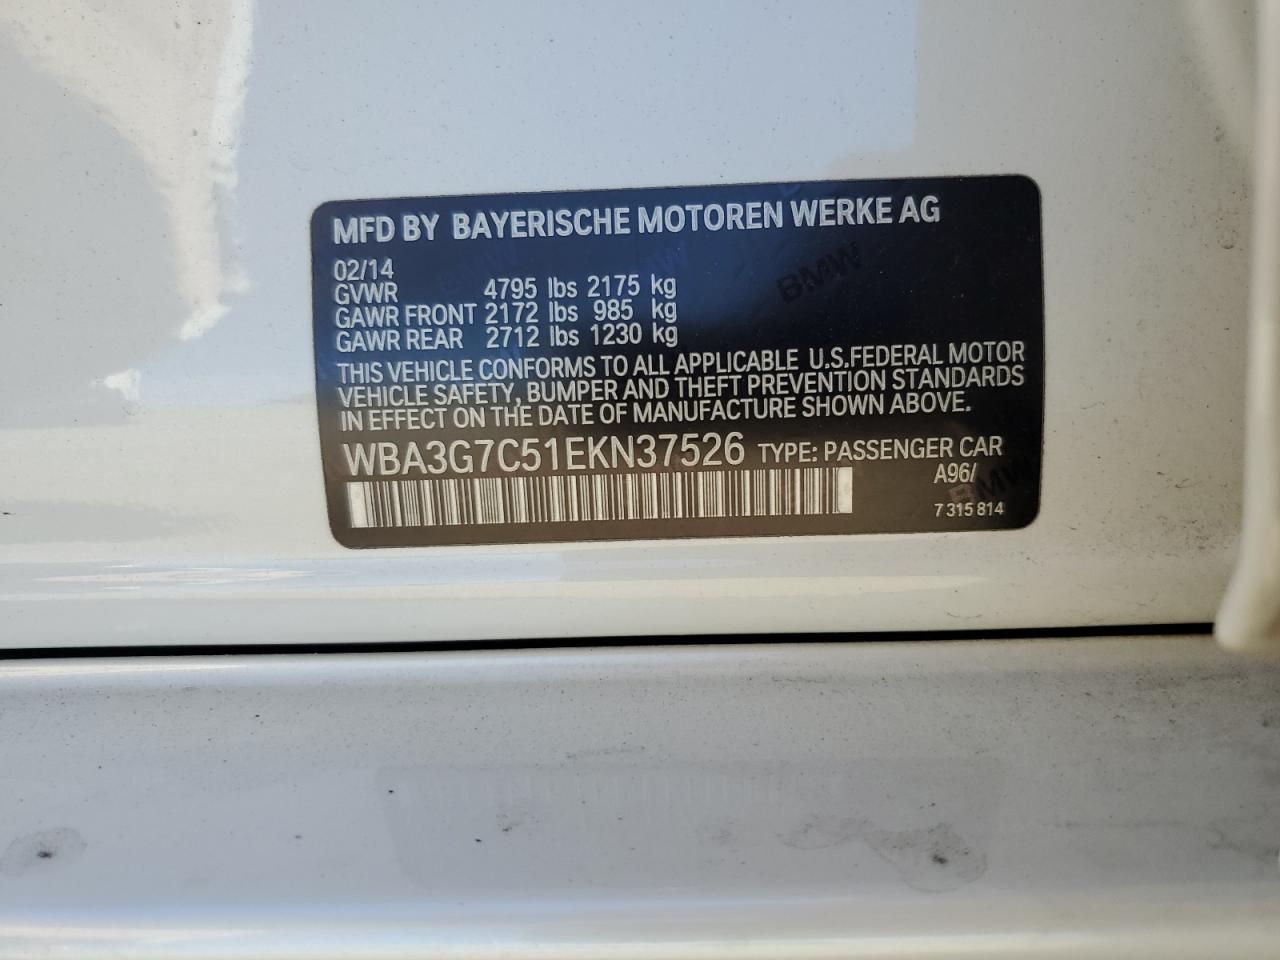 MFD BY BAYERISCHE MOTOREN WERKE AG
02/14
GVWR 4795 lbs 2175 kg
GAWR FRONT 2172 lbs 985 kg
GAWR REAR 2712 lbs 1230 kg
THIS VEHICLE CONFORMS TO ALL APPLICABLE U.S.FEDERAL MOTOR
VEHICLE SAFETY, BUMPER AND THEFT PREVENTION STANDARDS
IN EFFECT ON THE DATE OF MANUFACTURE SHOWN ABOVE.
WBA3G7C51EKN37526 TYPE: PASSENGER CAR
A96/
7 315 814
BMW
BMW